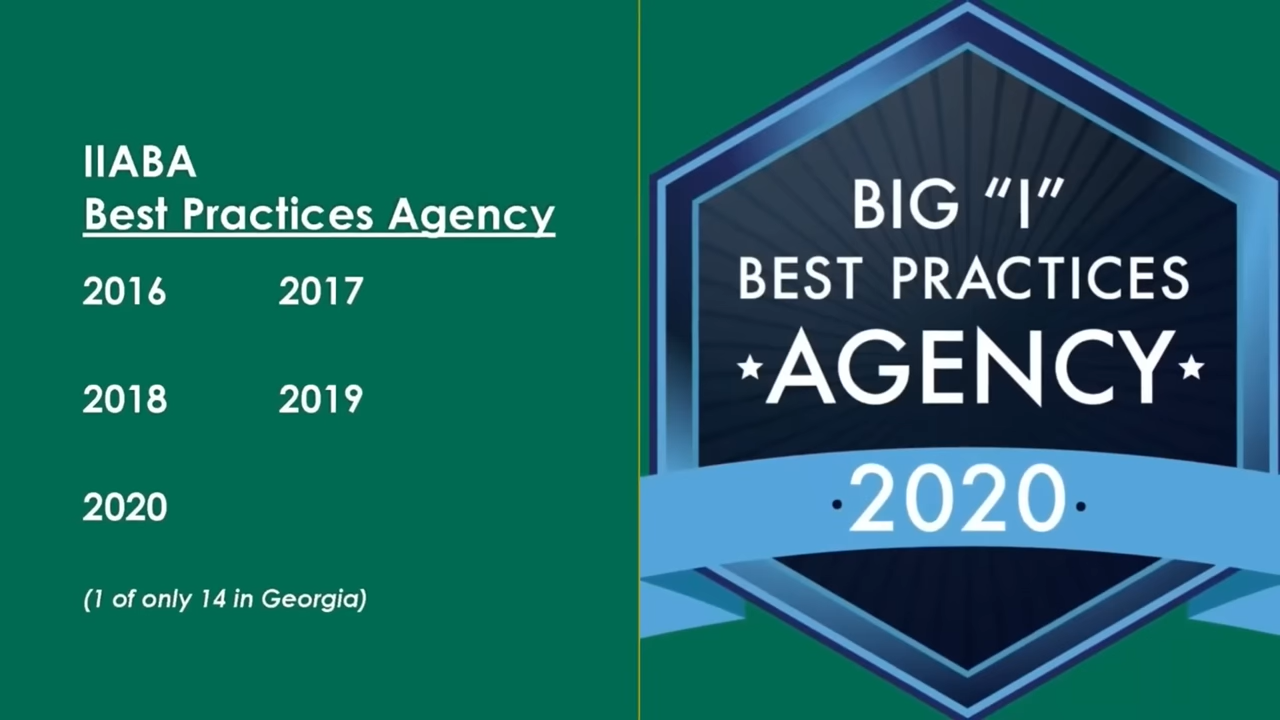 IIABA
Best Practices Agency
2016 2017
2018 2019
2020
(1 of only 14 in Georgia)
BIG “I”
BEST PRACTICES
AGENCY
2020